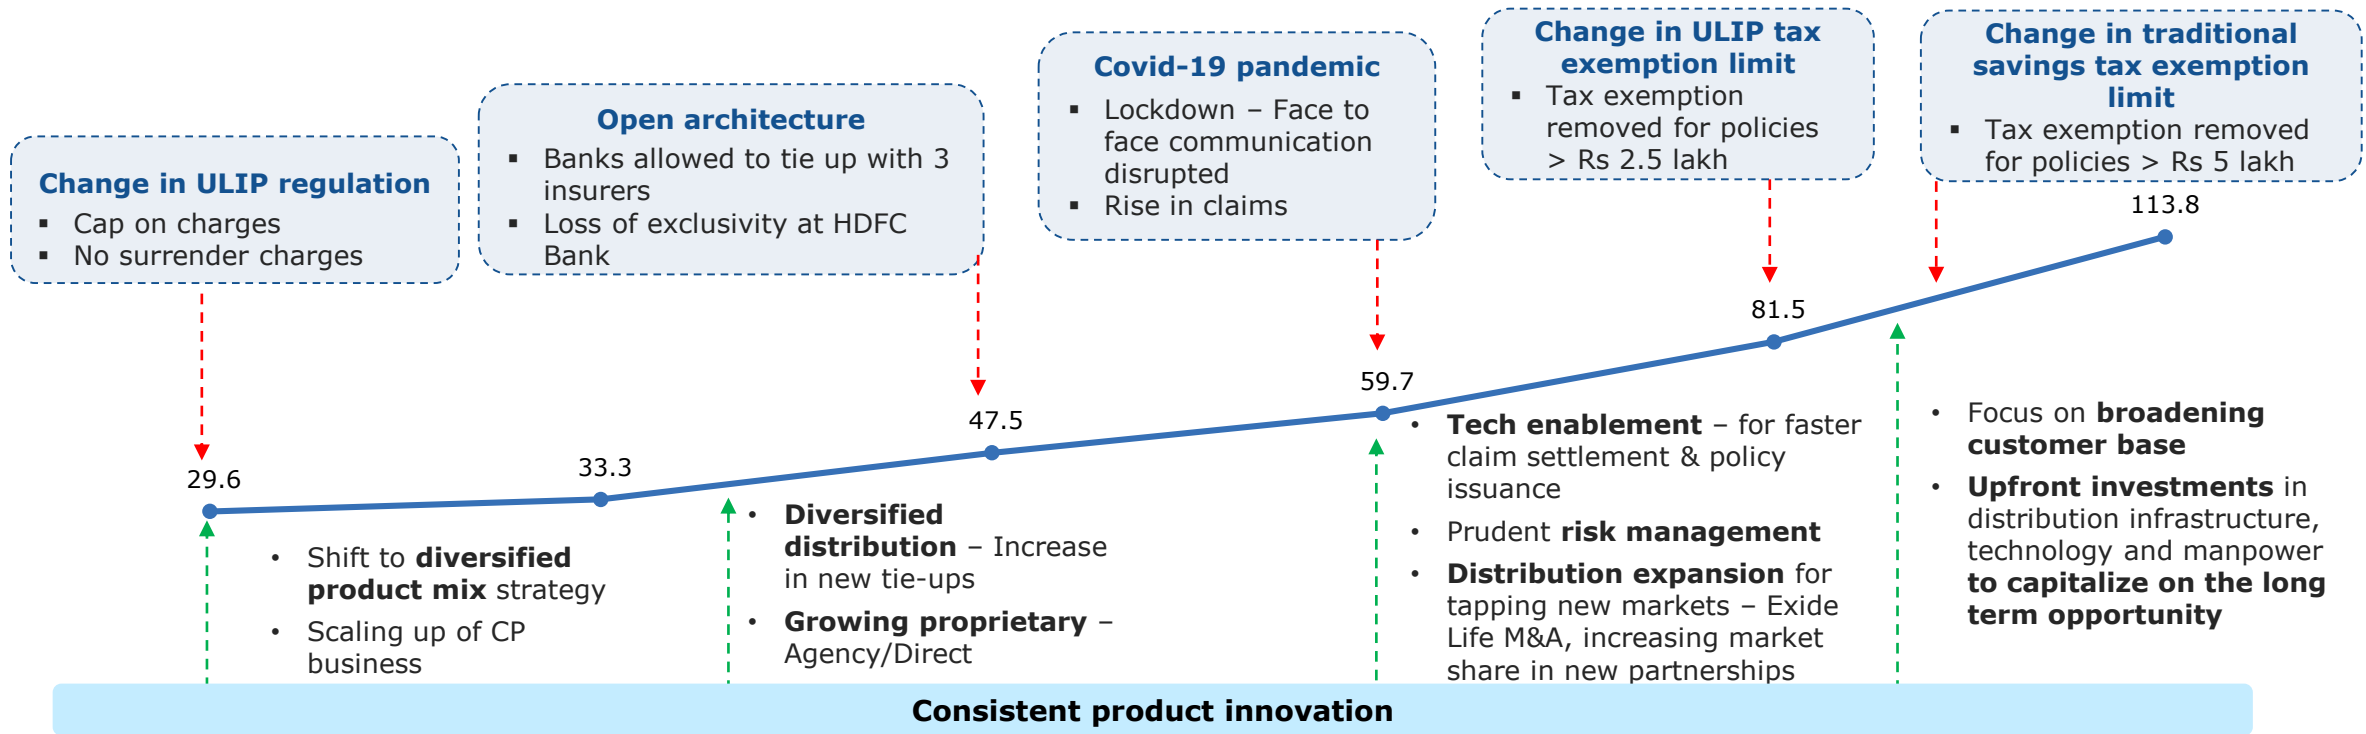 Change in ULIP regulation
▪ Cap on charges
▪ No surrender charges
Open architecture
▪ Banks allowed to tie up with 3
insurers
▪ Loss of exclusivity at HDFC
Bank
Covid-19 pandemic
▪ Lockdown – Face to
face communication
disrupted
▪ Rise in claims
Change in ULIP tax
exemption limit
▪ Tax exemption
removed for policies
> Rs 2.5 lakh
Change in traditional
savings tax exemption
limit
▪ Tax exemption removed
for policies > Rs 5 lakh
29.6
33.3
47.5
59.7
81.5
113.8
• Shift to diversified
product mix strategy
• Scaling up of CP
business
• Diversified
distribution – Increase
in new tie-ups
• Growing proprietary –
Agency/Direct
• Tech enablement – for faster
claim settlement & policy
issuance
• Prudent risk management
• Distribution expansion for
tapping new markets – Exide
Life M&A, increasing market
share in new partnerships
• Focus on broadening
customer base
• Upfront investments in
distribution infrastructure,
technology and manpower
to capitalize on the long
term opportunity
Consistent product innovation